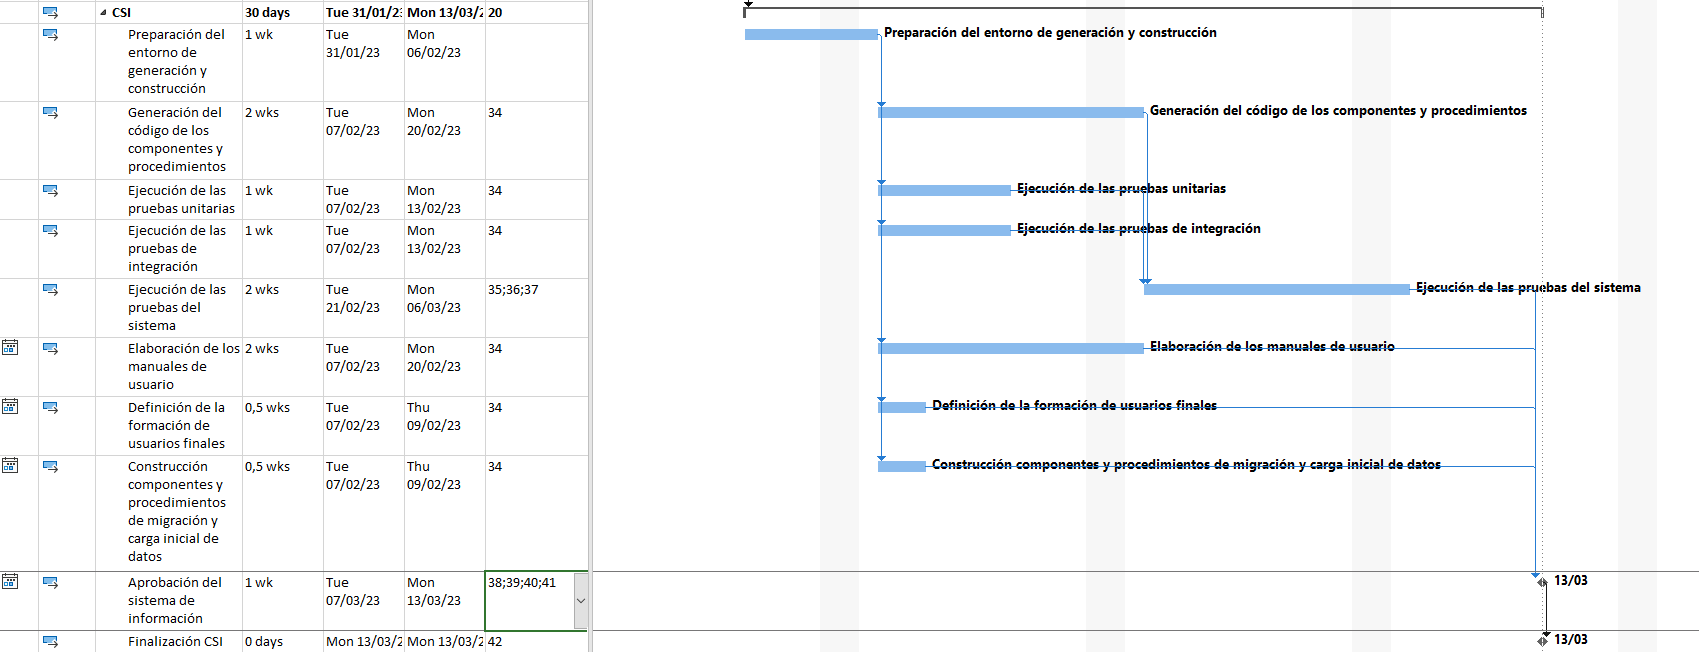 CSI 30 days Tue 31/01/23 Mon 13/03/2 20
Preparación del 1 wk Tue Mon Preparación del entorno de generación y construcción
entorno de 31/01/23 06/02/23
generación y
construcción
Generación del 2 wks Tue Mon 34 Generación del código de los componentes y procedimientos
código de los 07/02/23 20/02/23
componentes y
procedimientos
Ejecución de las 1 wk Tue Mon 34 Ejecución de las pruebas unitarias
pruebas unitarias 07/02/23 13/02/23
Ejecución de las 1 wk Tue Mon 34 Ejecución de las pruebas de integración
pruebas de 07/02/23 13/02/23
integración
Ejecución de las 2 wks Tue Mon 35;36;37 Ejecución de las pruebas del sistema
pruebas del 21/02/23 06/03/23
sistema
Elaboración de los 2 wks Tue Mon 34 Elaboración de los manuales de usuario
manuales de 07/02/23 20/02/23
usuario
Definición de la 0,5 wks Tue Thu 34 Definición de la formación de usuarios finales
formación de 07/02/23 09/02/23
usuarios finales
Construcción 0,5 wks Tue Thu 34 Construcción componentes y procedimientos de migración y carga inicial de datos
componentes y 07/02/23 09/02/23
procedimientos
de migración y
carga inicial de
datos
Aprobación del 1 wk Tue Mon 38;39;40;41 13/03
sistema de 07/03/23 13/03/23
información
Finalización CSI 0 days Mon 13/03/2 Mon 13/03/2 42 13/03